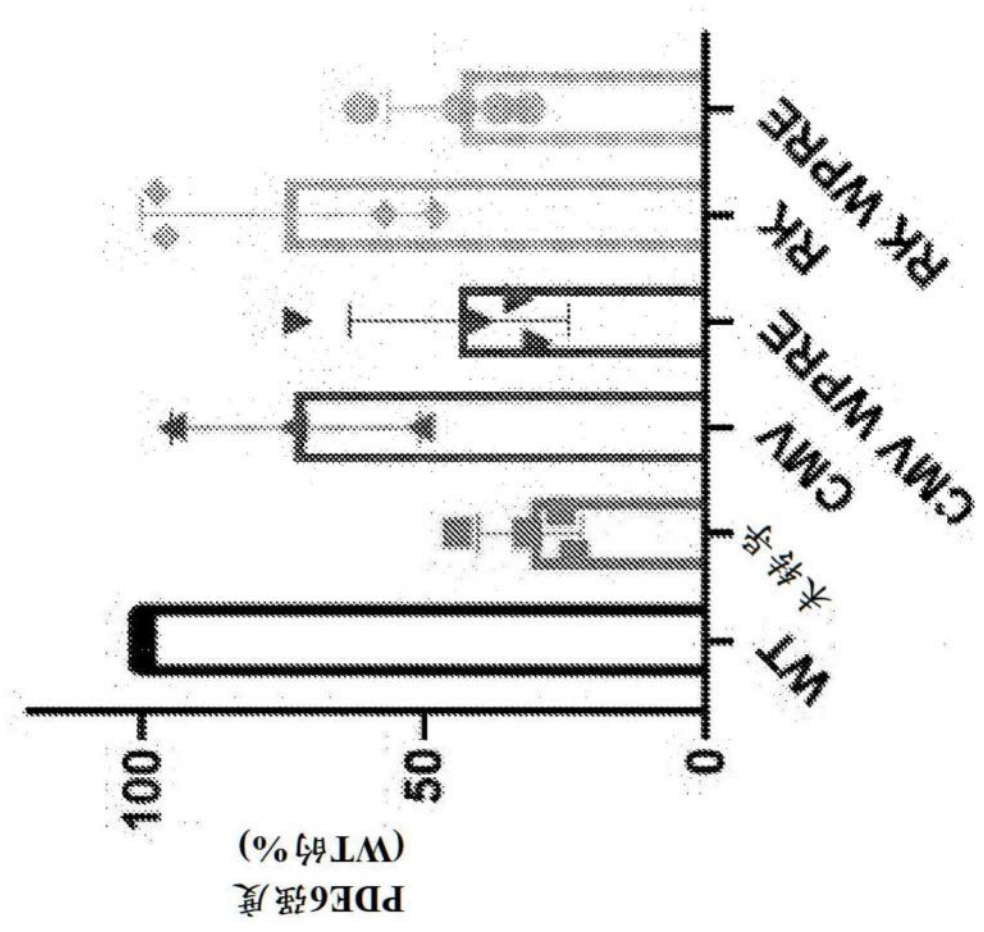 PDE6强度
(WT的%)
100
50
0
WT
未转导
CMV
CMV WPRE
RK
RK WPRE